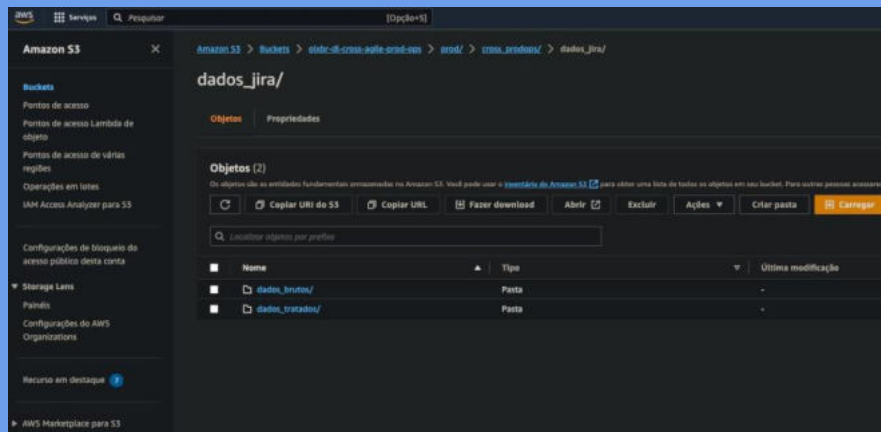 aws
Serviços
Pesquisar
[Opção+S]
Amazon S3
Buckets
Pontos de acesso
Pontos de acesso Lambda de
objeto
Pontos de acesso de várias
regiões
Operações em lotes
IAM Access Analyzer para S3
Configurações de bloqueio do
acesso público desta conta
Storage Lens
Painéis
Configurações do AWS
Organizations
Recurso em destaque 7
AWS Marketplace para S3
Amazon S3 > Buckets > olxbr-dl-cross-agile-prod-ops > prod/ > cross_prodops/ > dados_jira/
dados_jira/
Objetos Propriedades
Objetos (2)
Os objetos são as entidades fundamentais armazenadas no Amazon S3. Você pode usar o inventário do Amazon S3 para obter uma lista de todos os objetos em seu bucket. Para outras pessoas acessarem
Copiar URI do S3 Copiar URL Fazer download Abrir Excluir Ações Criar pasta Carregar
Localizar objetos por prefixo
Nome Tipo Última modificação
dados_brutos/ Pasta -
dados_tratados/ Pasta -